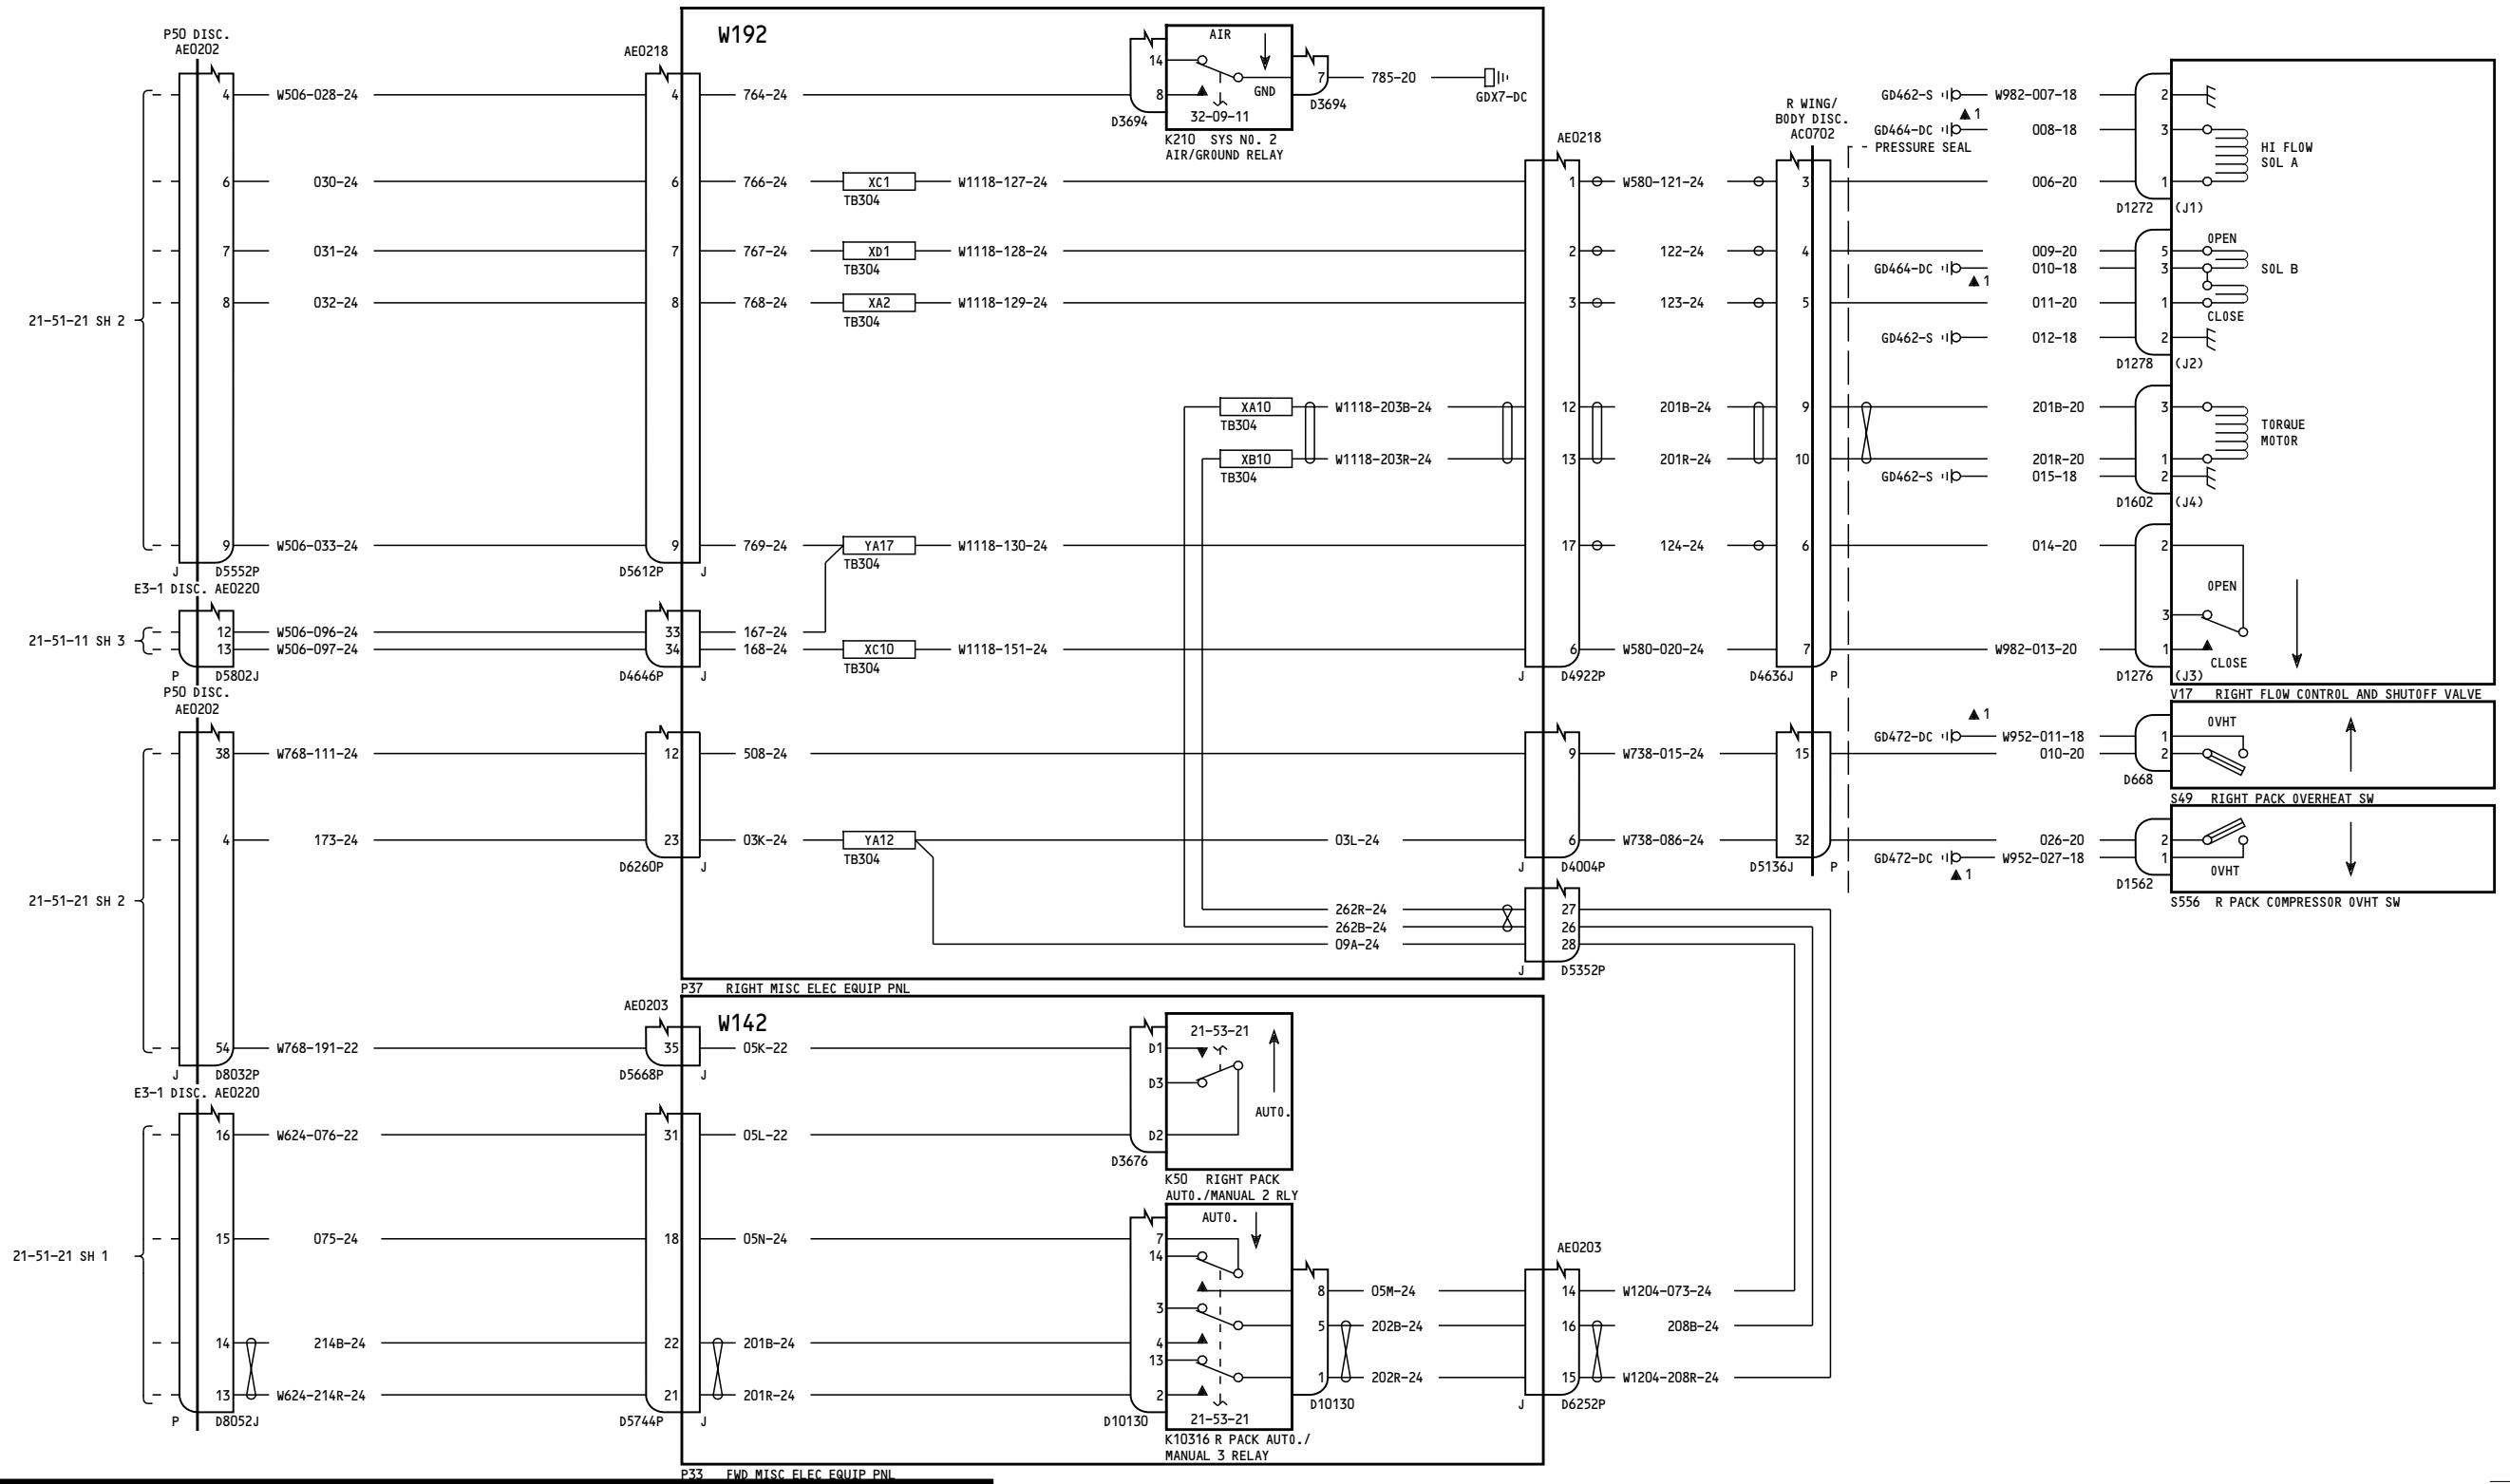 P50 DISC.
AE0202
4
W506-028-24
6
030-24
7
031-24
8
032-24
21-51-21 SH 2
9
W506-033-24
J
D5552P
E3-1 DISC. AE0220
21-51-11 SH 3
12
W506-096-24
13
W506-097-24
P
D5802J
P50 DISC.
AE0202
38
W768-111-24
4
173-24
21-51-21 SH 2
54
W768-191-22
J
D8032P
E3-1 DISC. AE0220
16
W624-076-22
15
075-24
21-51-21 SH 1
14
214B-24
13
W624-214R-24
P
D8052J
AE0218
4
6
7
8
9
D5612P
J
33
34
D4646P
J
12
23
D6260P
J
AE0203
35
D5668P
J
31
18
22
21
D5744P
J
W192
764-24
766-24
XC1
TB304
W1118-127-24
767-24
XD1
TB304
W1118-128-24
768-24
XA2
TB304
W1118-129-24
XA10
TB304
W1118-203B-24
XB10
TB304
W1118-203R-24
769-24
YA17
TB304
W1118-130-24
167-24
168-24
XC10
TB304
W1118-151-24
508-24
03K-24
YA12
TB304
03L-24
262R-24
262B-24
09A-24
P37 RIGHT MISC ELEC EQUIP PNL
AIR
14
8
D3694
GND
32-09-11
7
D3694
785-20
GDX7-DC
K210 SYS NO. 2
AIR/GROUND RELAY
W142
05K-22
05L-22
05N-24
201B-24
201R-24
21-53-21
D1
D3
D2
AUTO.
D3676
K50 RIGHT PACK
AUTO./MANUAL 2 RLY
AUTO.
7
14
3
4
13
2
D10130
21-53-21
8
5
1
D10130
K10316 R PACK AUTO./
MANUAL 3 RELAY
05M-24
202B-24
202R-24
P33 FWD MISC ELEC EQUIP PNL
AE0218
1
W580-121-24
2
122-24
3
123-24
12
201B-24
13
201R-24
17
124-24
6
W580-020-24
J
D4922P
9
W738-015-24
6
W738-086-24
J
D4004P
27
26
28
J
D5352P
AE0203
14
W1204-073-24
16
208B-24
15
W1204-208R-24
J
D6252P
R WING/
BODY DISC.
AC0702
PRESSURE SEAL
3
4
5
9
10
6
7
D4636J
P
15
32
D5136J
P
GD462-S
W982-007-18
1
GD464-DC
008-18
006-20
009-20
GD464-DC
010-18
1
011-20
GD462-S
012-18
201B-20
201R-20
GD462-S
015-18
014-20
W982-013-20
1
GD472-DC
W952-011-18
010-20
026-20
GD472-DC
W952-027-18
1
2
3
1
D1272
(J1)
HI FLOW
SOL A
OPEN
5
3
SOL B
1
CLOSE
2
D1278
(J2)
3
1
2
TORQUE
MOTOR
D1602
(J4)
2
OPEN
3
1
CLOSE
D1276
(J3)
V17 RIGHT FLOW CONTROL AND SHUTOFF VALVE
OVHT
1
2
D668
S49 RIGHT PACK OVERHEAT SW
2
1
OVHT
D1562
S556 R PACK COMPRESSOR OVHT SW